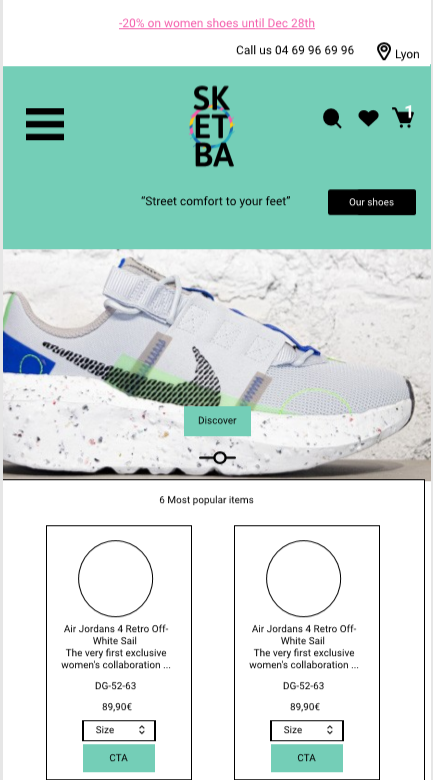 -20% on women shoes until Dec 28th
Call us 04 69 96 69 96
Lyon
SK
ET
BA
1
"Street comfort to your feet"
Our shoes
Discover
6 Most popular items
Air Jordans 4 Retro Off-
White Sail
The very first exclusive
women's collaboration ...
DG-52-63
89,90€
Size
CTA
Air Jordans 4 Retro Off-
White Sail
The very first exclusive
women's collaboration ...
DG-52-63
89,90€
Size
CTA